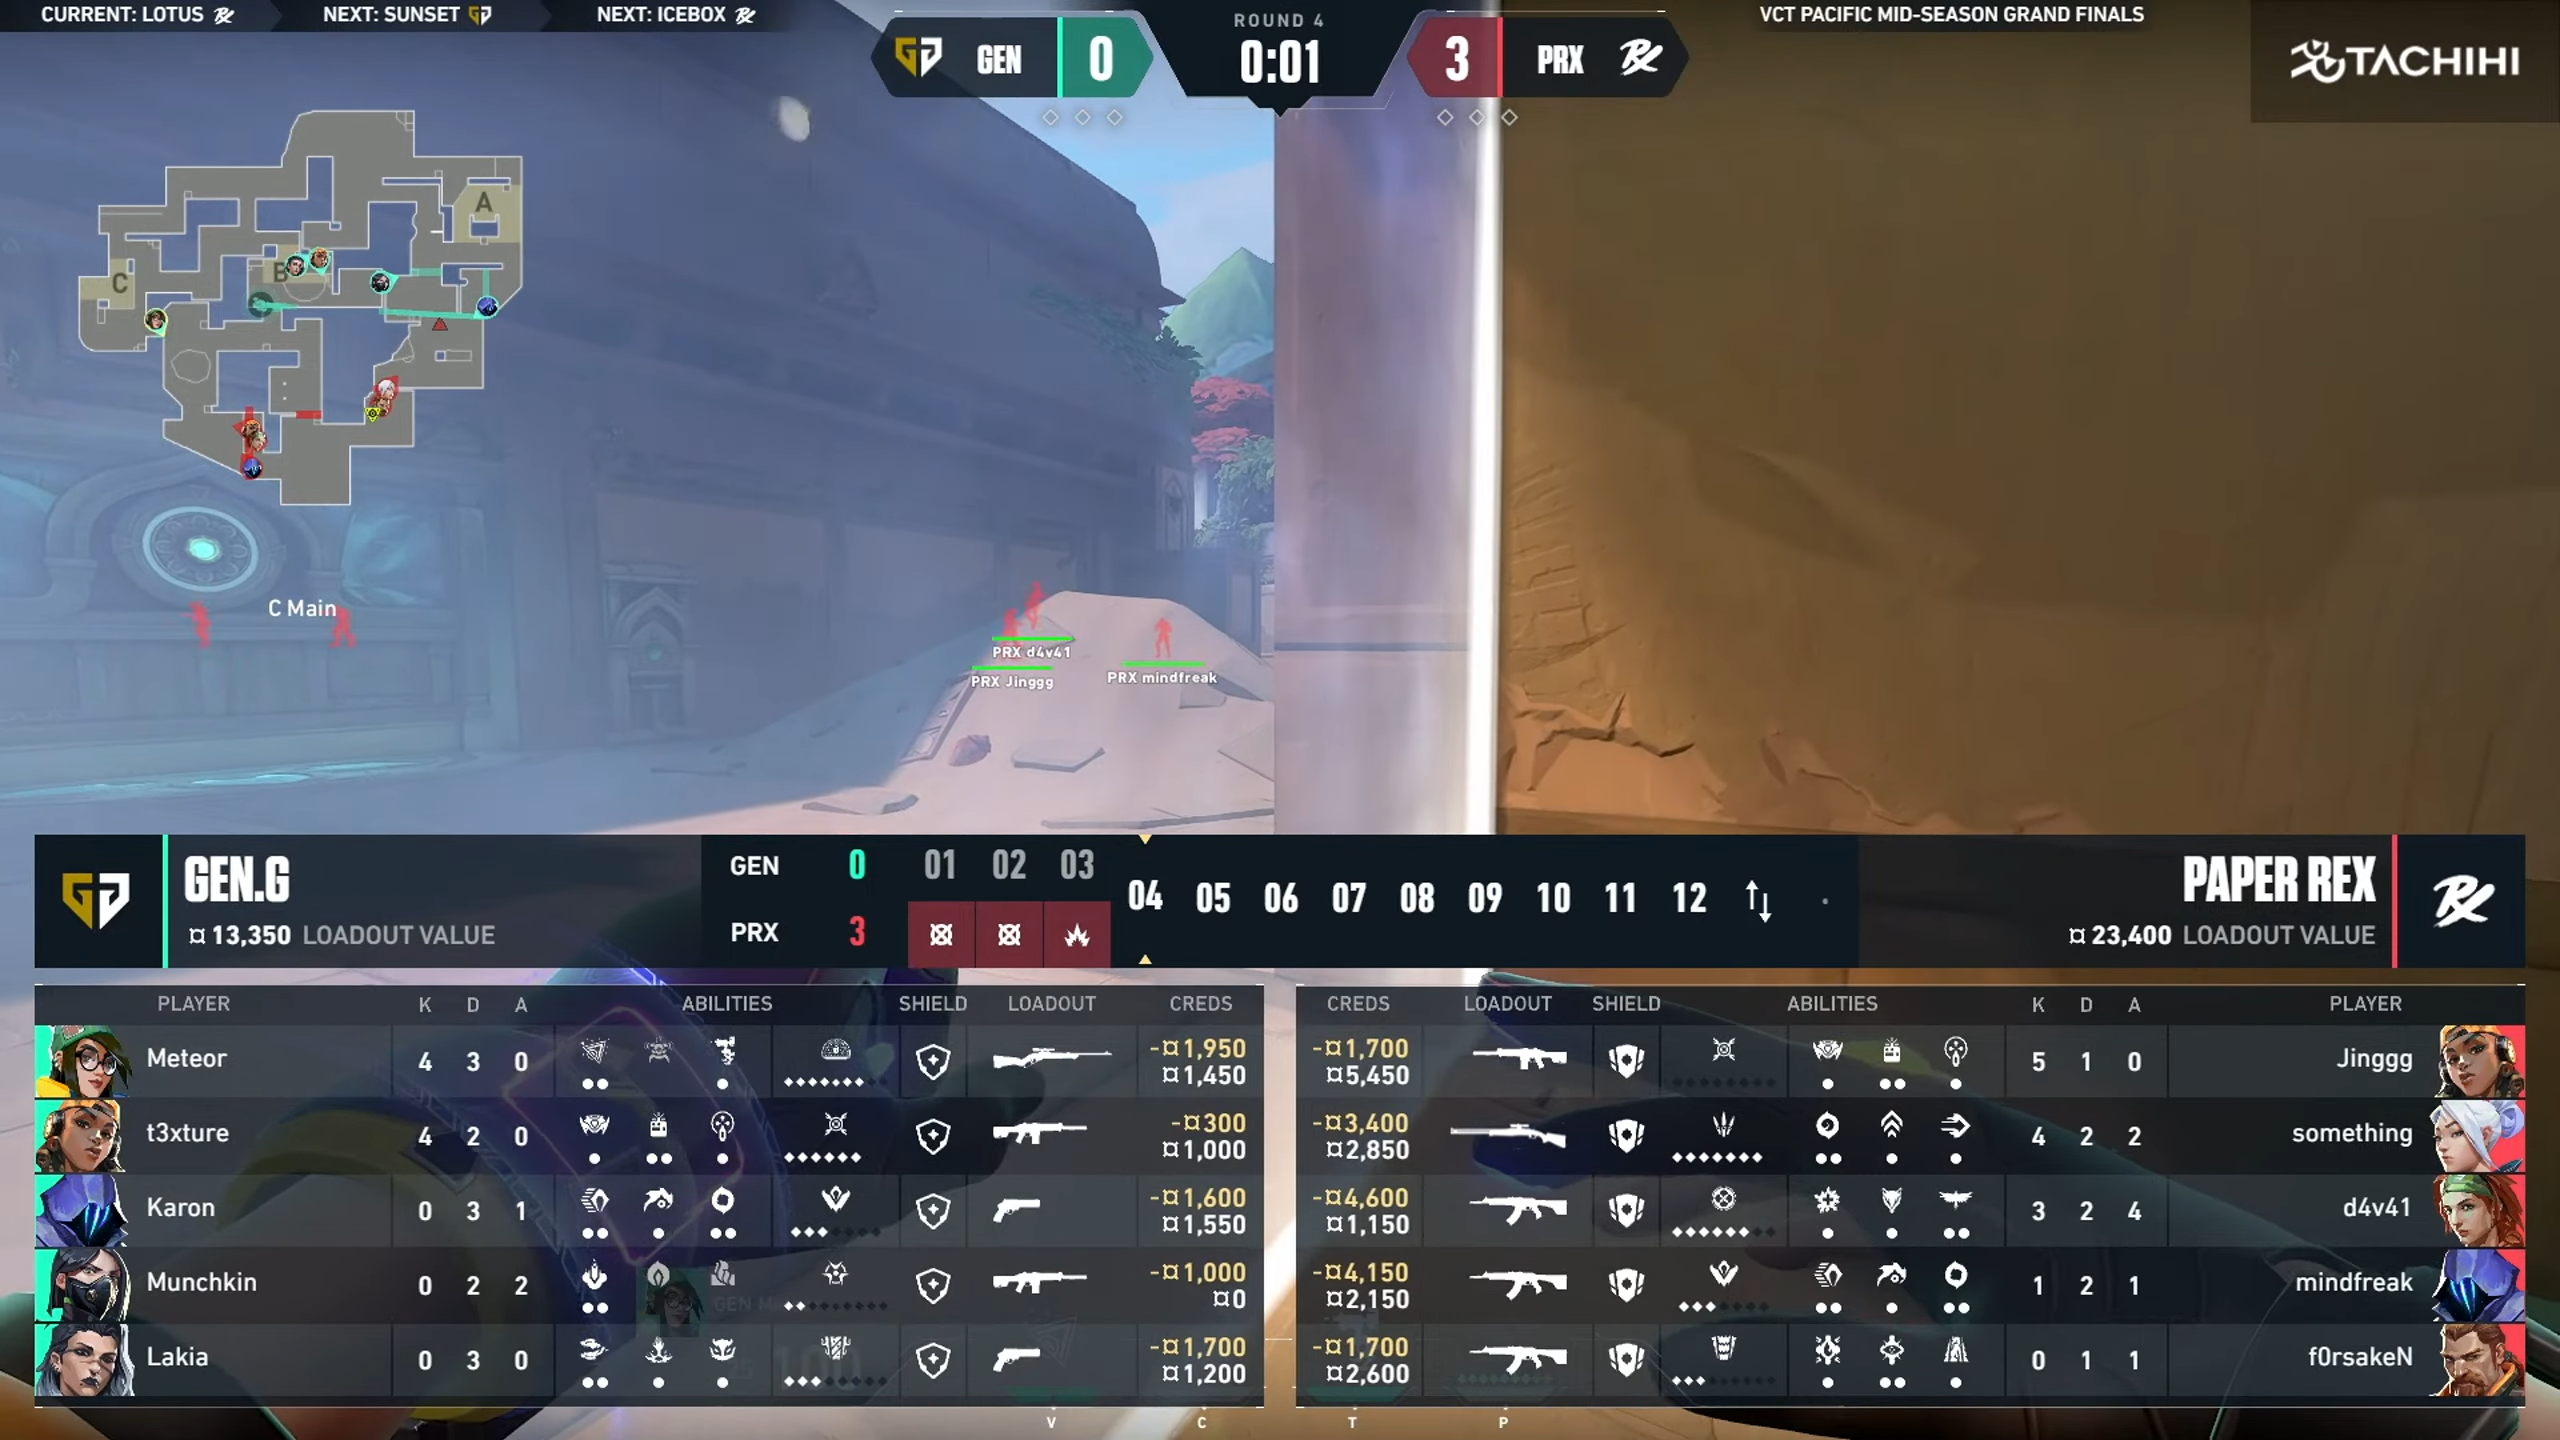 CURRENT: LOTUS
NEXT: SUNSET
NEXT: ICEBOX
GEN 0
ROUND 4
0:01
3 PRX
VCT PACIFIC MID-SEASON GRAND FINALS
TACHIHI
A
B
C
C Main
PRX d4v41
PRX Jinggg
PRX mindfreak
GEN.G
¤ 13,350 LOADOUT VALUE
GEN 0 01 02 03 04 05 06 07 08 09 10 11 12
PRX 3
PAPER REX
¤ 23,400 LOADOUT VALUE
PLAYER K D A ABILITIES SHIELD LOADOUT CREDS
Meteor 4 3 0 -¤1,950
¤1,450
t3xture 4 2 0 -¤300
¤1,000
Karon 0 3 1 -¤1,600
¤1,550
Munchkin 0 2 2 -¤1,000
¤0
Lakia 0 3 0 -¤1,700
¤1,200
CREDS LOADOUT SHIELD ABILITIES K D A PLAYER
-¤1,700 5 1 0 Jinggg
¤5,450
-¤3,400 4 2 2 something
¤2,850
-¤4,600 3 2 4 d4v41
¤1,150
-¤4,150 1 2 1 mindfreak
¤2,150
-¤1,700 0 1 1 f0rsakeN
¤2,600
V C T P